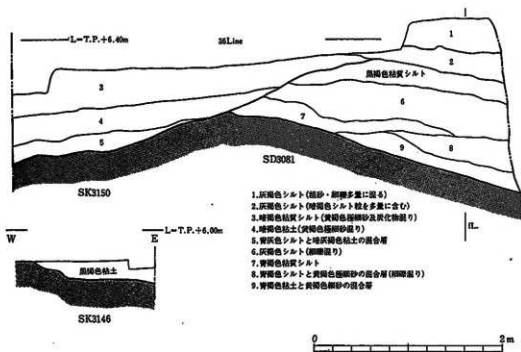 L=T.P.+6.40m
36Line
1
2
黒褐色粘質シルト
3
6
4
7
5
9
8
SK3150
SD3081
1.灰褐色シルト(細砂・細礫多量に混る)
2.灰褐色シルト(暗褐色シルト粒を多量に含む)
3.暗褐色粘質シルト(黄褐色極細砂及炭化物混り)
4.暗褐色粘土(黄褐色極細砂混り)
5.青灰色シルトと暗灰褐色粘土の混合層
6.灰褐色シルト(細礫混り)
7.青褐色粘質シルト
8.青褐色シルトと黄褐色極細砂の混合層(細礫混り)
9.青褐色粘土と黄褐色細砂の混合層
W
E
L=T.P.+6.00m
黒褐色粘土
SK3146
0
2 m